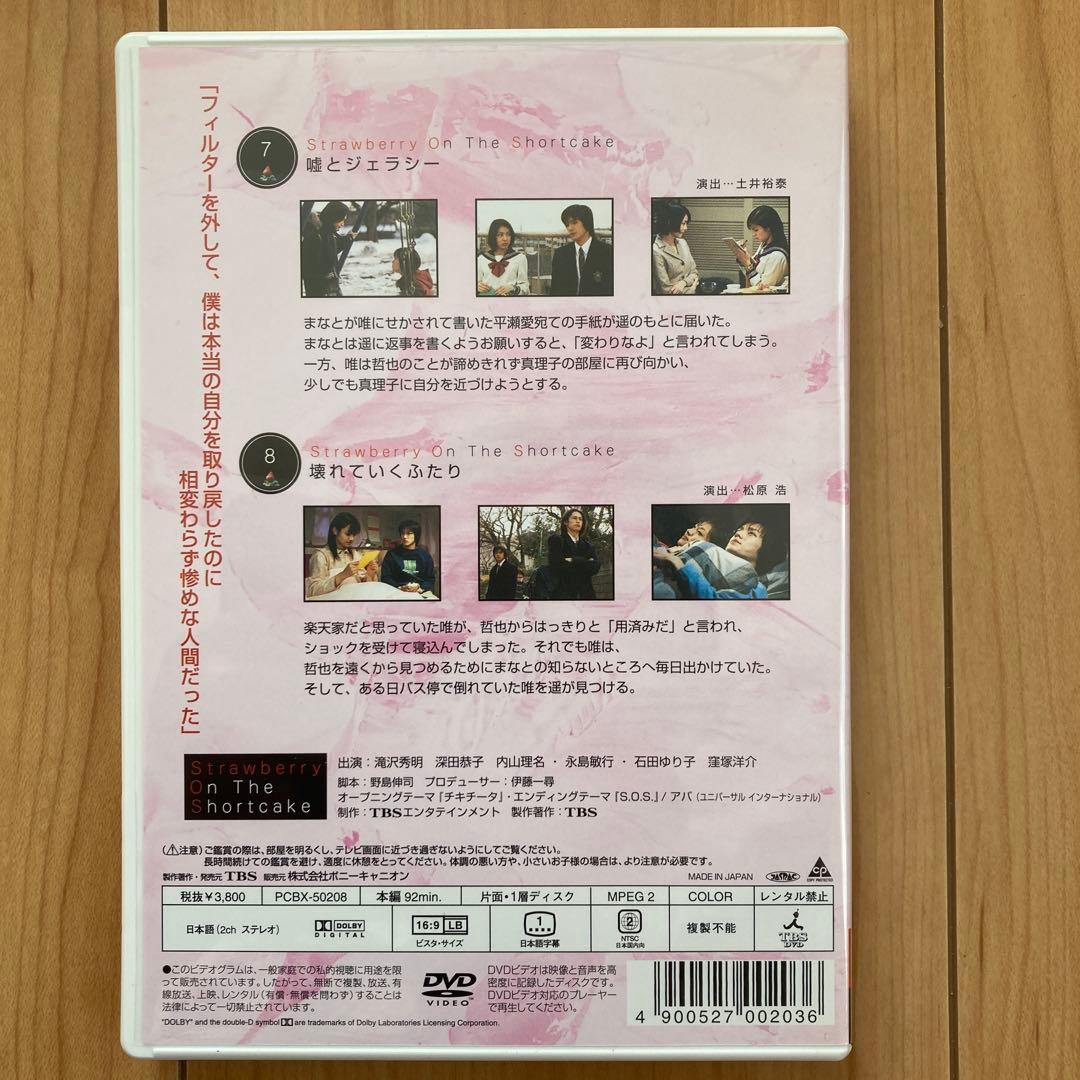 「フィルターを外して、僕は本当の自分を取り戻したのに
相変わらず惨めな人間だった」
7
Strawberry On The Shortcake
嘘とジェラシー
演出…土井裕泰
まなとが唯にせかされて書いた平瀬愛宛ての手紙が遥のもとに届いた。
まなとは遥に返事を書くようお願いすると、「変わりなよ」と言われてしまう。
一方、唯は哲也のことが諦めきれず真理子の部屋に再び向かい、
少しでも真理子に自分を近づけようとする。
8
Strawberry On The Shortcake
壊れていくふたり
演出…松原 浩
楽天家だと思っていた唯が、哲也からはっきりと「用済みだ」と言われ、
ショックを受けて寝込んでしまった。それでも唯は、
哲也を遠くから見つめるためにまなとの知らないところへ毎日出かけていた。
そして、ある日バス停で倒れていた唯を遥が見つける。
Strawberry
On The
Shortcake
出演：滝沢秀明 深田恭子 内山理名・永島敏行・石田ゆり子 窪塚洋介
脚本：野島伸司 プロデューサー：伊藤一尋
オープニングテーマ『チキチータ』・エンディングテーマ『S.O.S.』/ アバ（ユニバーサル インターナショナル）
制作：TBSエンタテインメント 製作著作：TBS
（⚠注意）ご鑑賞の際は、部屋を明るくし、テレビ画面に近づき過ぎないようにしてご覧ください。
長時間続けての鑑賞を避け、適度に休憩をとってください。体調の悪い方や、小さいお子様の場合は、より注意が必要です。
製作著作・発売元 TBS 販売元 株式会社ポニーキャニオン
MADE IN JAPAN
JASRAC
CP
COPY PROTECTED
税抜￥3,800 PCBX-50208 本編 92min. 片面・1層ディスク MPEG 2 COLOR レンタル禁止
日本語（2ch ステレオ）
DOLBY
DIGITAL
16:9 LB
ビスタ・サイズ
1
日本語字幕
2
NTSC
日本国内向
複製不能
TBS
DVD
●このビデオグラムは、一般家庭での私的視聴に用途を限
って販売されています。したがって、無断で複製、放送、有
線放送、上映、レンタル（有償・無償を問わず）することは
法律によって一切禁止されています。
DVD
VIDEO
DVDビデオは映像と音声を高
密度に記録したディスクです。
DVDビデオ対応のプレーヤー
で再生してください。
"DOLBY" and the double-D symbol are trademarks of Dolby Laboratories Licensing Corporation.
4 900527 002036